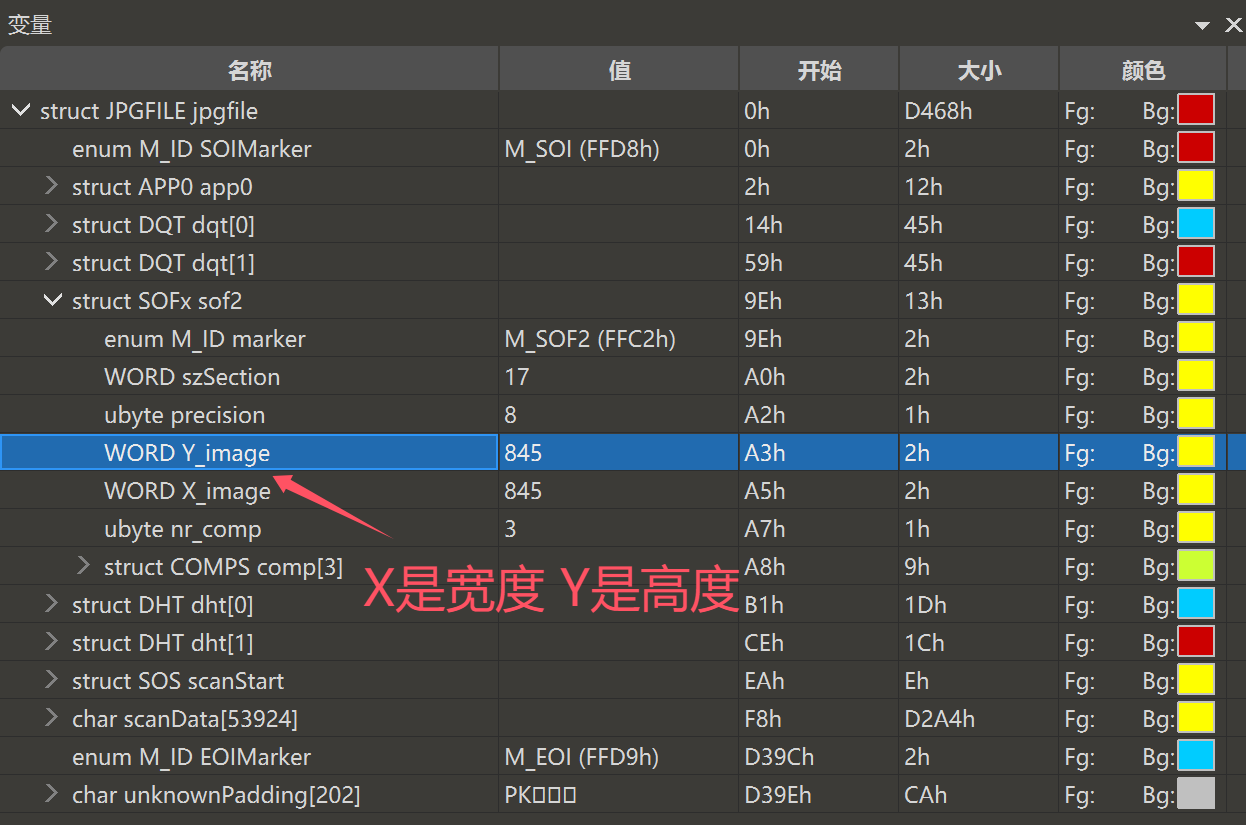 变量
名称 值 开始 大小 颜色
struct JPGFILE jpgfile 0h D468h Fg: Bg:
enum M_ID SOIMarker M_SOI (FFD8h) 0h 2h Fg: Bg:
struct APP0 app0 2h 12h Fg: Bg:
struct DQT dqt[0] 14h 45h Fg: Bg:
struct DQT dqt[1] 59h 45h Fg: Bg:
struct SOFx sof2 9Eh 13h Fg: Bg:
enum M_ID marker M_SOF2 (FFC2h) 9Eh 2h Fg: Bg:
WORD szSection 17 A0h 2h Fg: Bg:
ubyte precision 8 A2h 1h Fg: Bg:
WORD Y_image 845 A3h 2h Fg: Bg:
WORD X_image 845 A5h 2h Fg: Bg:
ubyte nr_comp 3 A7h 1h Fg: Bg:
struct COMPS comp[3] A8h 9h Fg: Bg:
X是宽度 Y是高度
struct DHT dht[0] B1h 1Dh Fg: Bg:
struct DHT dht[1] CEh 1Ch Fg: Bg:
struct SOS scanStart EAh Eh Fg: Bg:
char scanData[53924] F8h D2A4h Fg: Bg:
enum M_ID EOIMarker M_EOI (FFD9h) D39Ch 2h Fg: Bg:
char unknownPadding[202] PK▯▯▯ D39Eh CAh Fg: Bg: